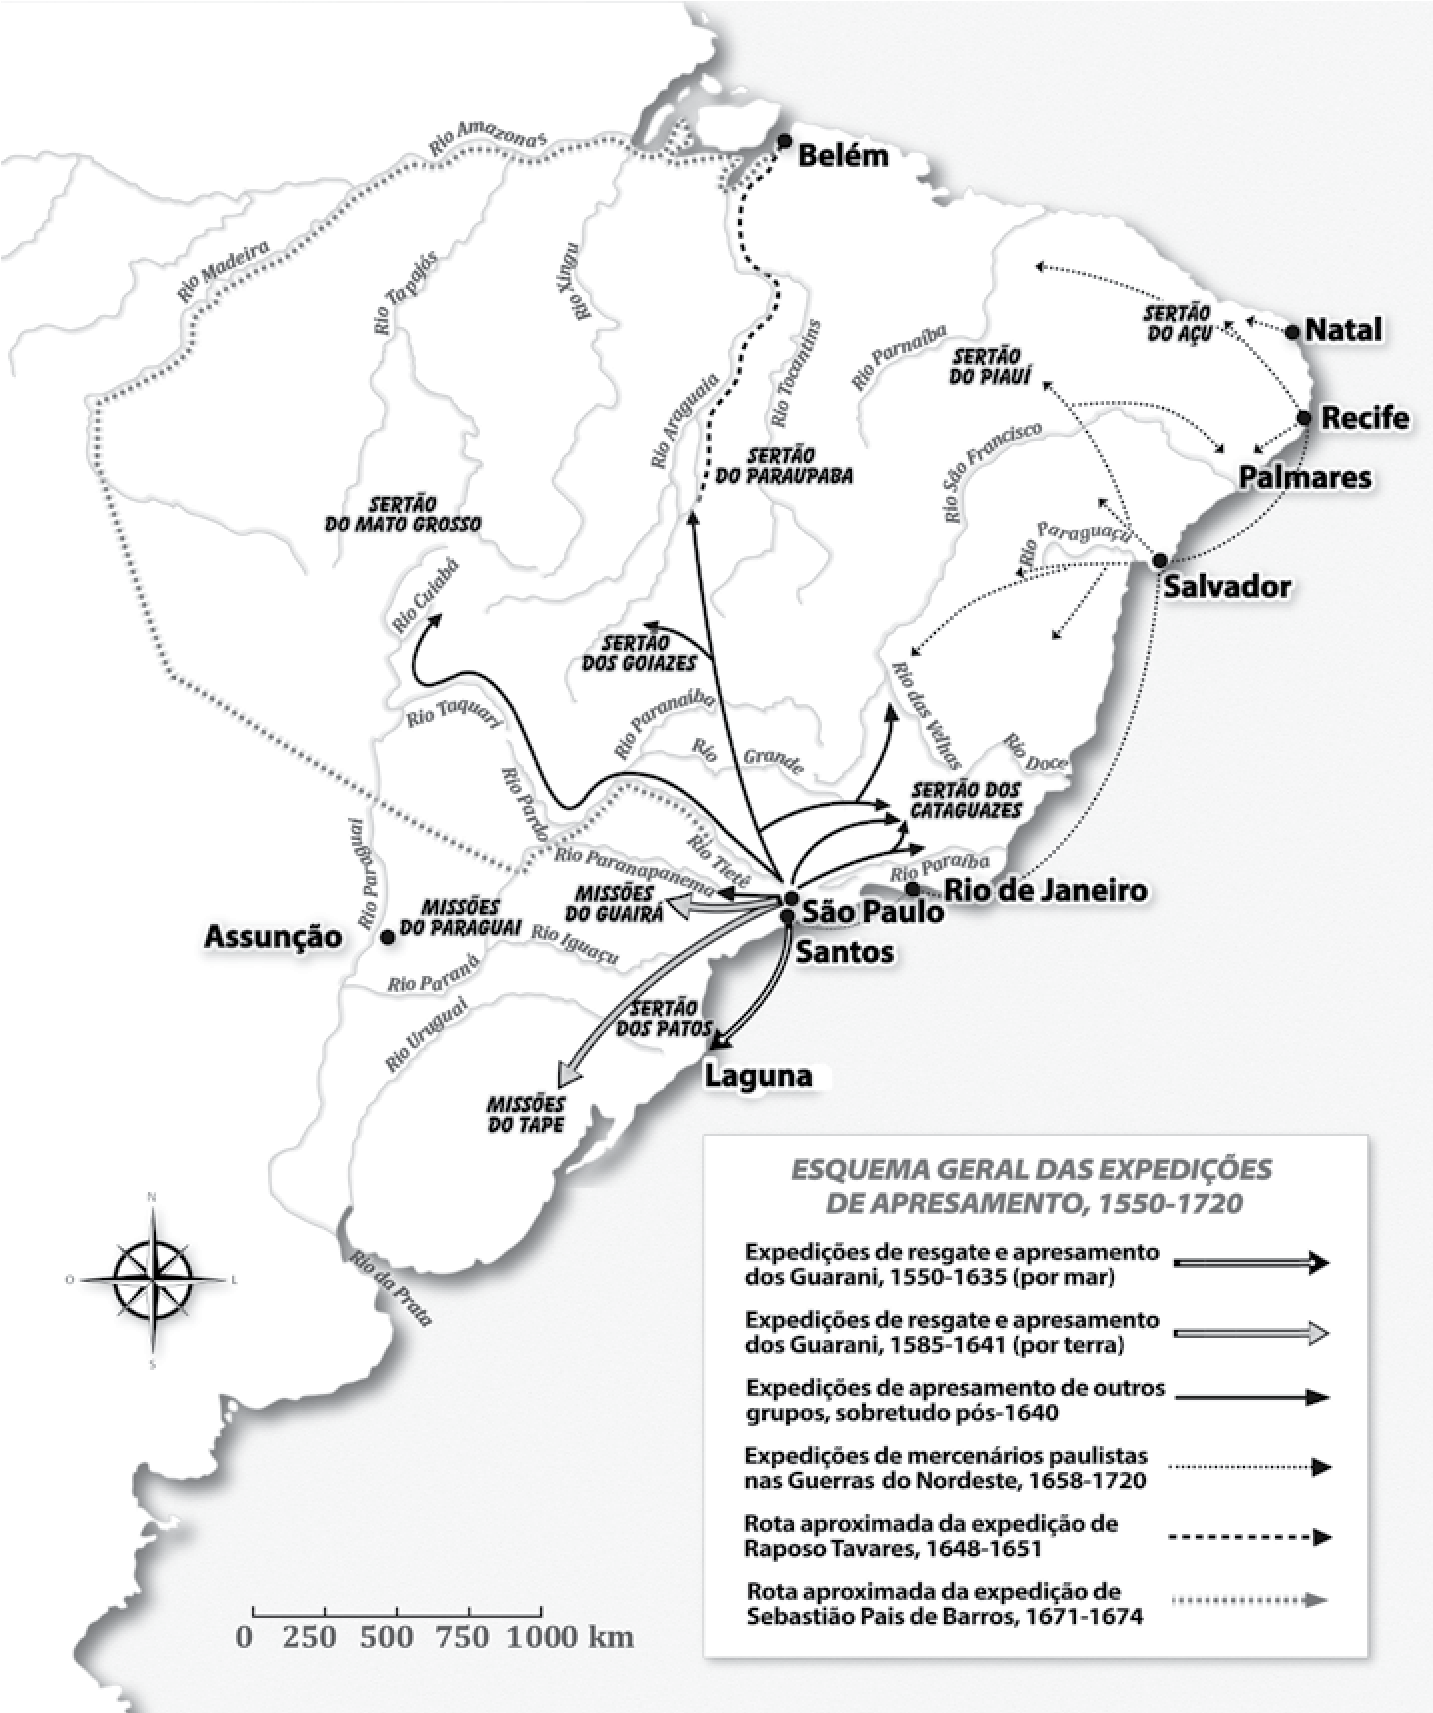 Rio Amazonas
Belém
Rio Madeira
Rio Tapajós
Rio Xingu
SERTÃO
DO AÇU
Natal
Rio Parnaíba
SERTÃO
DO PIAUÍ
Rio Tocantins
Rio Araguaia
Recife
Rio São Francisco
SERTÃO
DO PARAUPABA
Palmares
SERTÃO
DO MATO GROSSO
Rio Paraguaçu
Rio Cuiabá
Salvador
SERTÃO
DOS GOIAZES
Rio Taquari
Rio Paranaíba
Rio das Velhas
Rio Grande
Rio Doce
Rio Pardo
SERTÃO DOS
CATAGUAZES
Rio Paraguai
Rio Tietê
Rio Paranapanema
Rio Paraíba
Rio de Janeiro
MISSÕES
DO GUAIRÁ
MISSÕES
DO PARAGUAI
São Paulo
Assunção
Rio Iguaçu
Santos
Rio Paraná
SERTÃO
DOS PATOS
Rio Uruguai
Laguna
MISSÕES
DO TAPE
Rio da Prata
N
O
L
S
ESQUEMA GERAL DAS EXPEDIÇÕES
DE APRESAMENTO, 1550-1720
Expedições de resgate e apresamento
dos Guarani, 1550-1635 (por mar)
Expedições de resgate e apresamento
dos Guarani, 1585-1641 (por terra)
Expedições de apresamento de outros
grupos, sobretudo pós-1640
Expedições de mercenários paulistas
nas Guerras do Nordeste, 1658-1720
Rota aproximada da expedição de
Raposo Tavares, 1648-1651
Rota aproximada da expedição de
Sebastião Pais de Barros, 1671-1674
0 250 500 750 1000 km